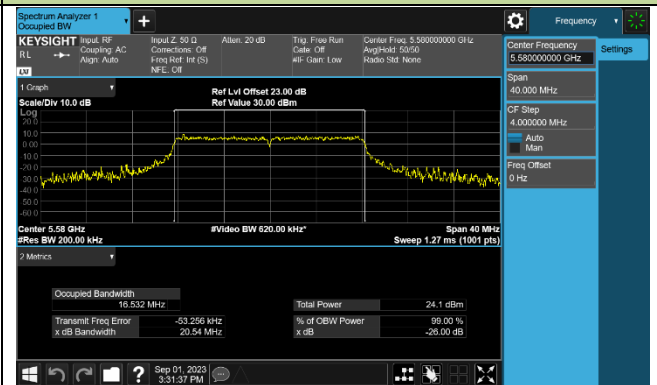 Spectrum Analyzer 1
Occupied BW
Frequency
KEYSIGHT
RL
LXI
Input: RF
Coupling: AC
Align: Auto
Input Z: 50 Ω
Corrections: Off
Freq Ref: Int (S)
NFE: Off
Atten: 20 dB
Trig: Free Run
Gate: Off
#IF Gain: Low
Center Freq: 5.580000000 GHz
Avg|Hold: 50/50
Radio Std: None
Center Frequency
5.580000000 GHz
Settings
Span
40.000 MHz
CF Step
4.000000 MHz
Auto
Man
Freq Offset
0 Hz
1 Graph
Scale/Div 10.0 dB
Ref Lvl Offset 23.00 dB
Ref Value 30.00 dBm
Log
20.0
10.0
0.00
-10.0
-20.0
-30.0
-40.0
-50.0
-60.0
Center 5.58 GHz
#Res BW 200.00 kHz
#Video BW 620.00 kHz*
Span 40 MHz
Sweep 1.27 ms (1001 pts)
2 Metrics
Occupied Bandwidth
16.532 MHz
Total Power 24.1 dBm
Transmit Freq Error -53.256 kHz
% of OBW Power 99.00 %
x dB Bandwidth 20.54 MHz
x dB -26.00 dB
?
Sep 01, 2023
3:31:37 PM